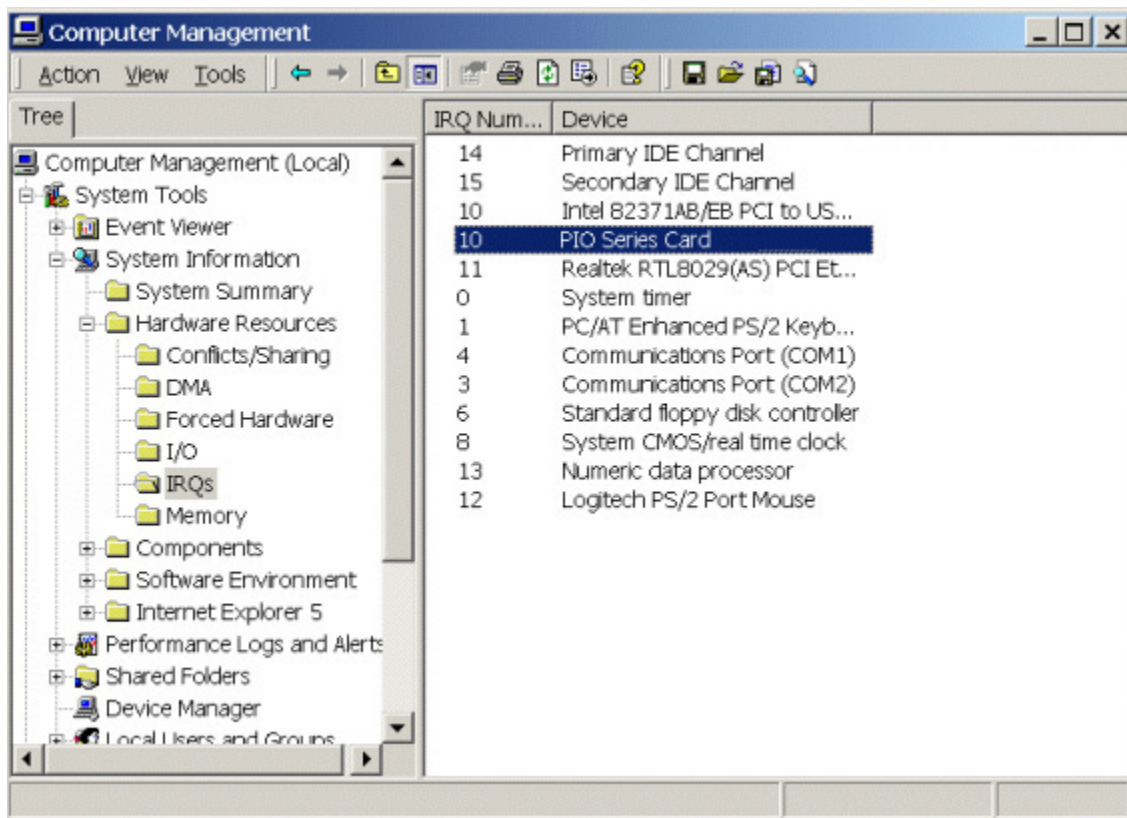 Computer Management
Action View Tools
Tree
Computer Management (Local)
System Tools
Event Viewer
System Information
System Summary
Hardware Resources
Conflicts/Sharing
DMA
Forced Hardware
I/O
IRQs
Memory
Components
Software Environment
Internet Explorer 5
Performance Logs and Alerts
Shared Folders
Device Manager
Local Users and Groups
IRQ Num... Device
14 Primary IDE Channel
15 Secondary IDE Channel
10 Intel 82371AB/EB PCI to US...
10 PIO Series Card
11 Realtek RTL8029(AS) PCI Et...
0 System timer
1 PC/AT Enhanced PS/2 Keyb...
4 Communications Port (COM1)
3 Communications Port (COM2)
6 Standard floppy disk controller
8 System CMOS/real time clock
13 Numeric data processor
12 Logitech PS/2 Port Mouse